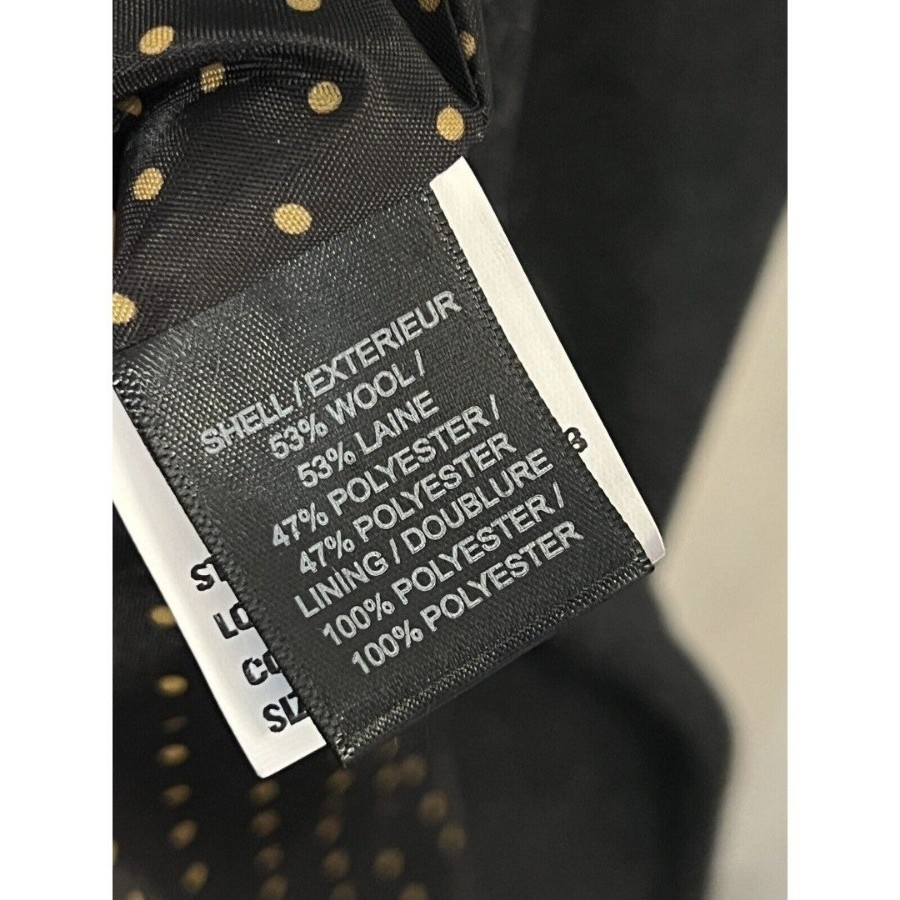 SHELL / EXTERIEUR
53% WOOL /
53% LAINE
47% POLYESTER /
47% POLYESTER
LINING / DOUBLURE
100% POLYESTER /
100% POLYESTER